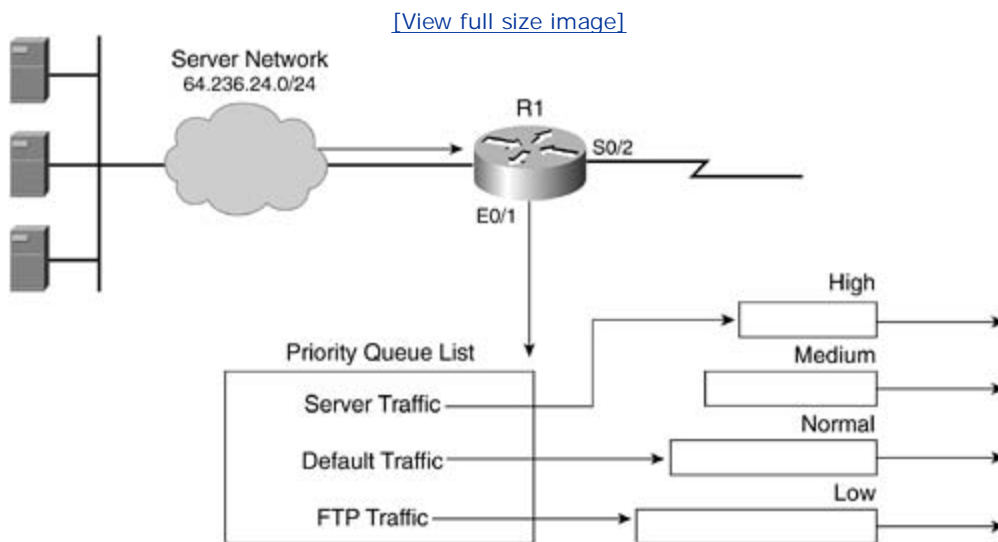 [View full size image]
Server Network
64.236.24.0/24
R1
S0/2
E0/1
High
Priority Queue List
Medium
Server Traffic
Normal
Default Traffic
Low
FTP Traffic